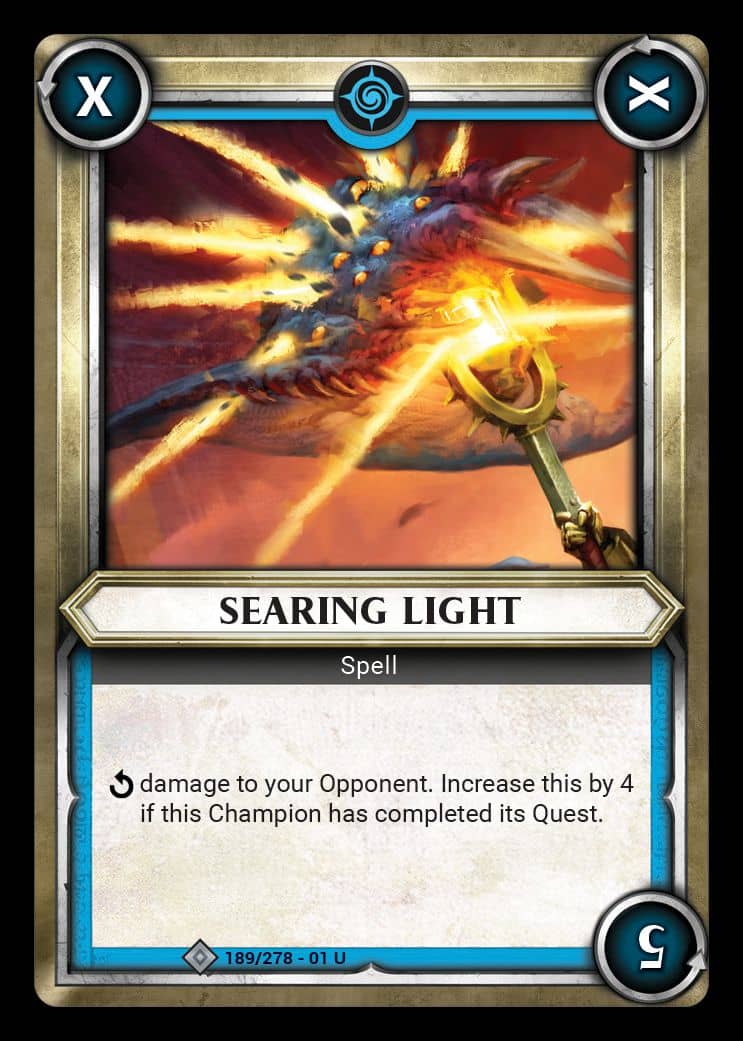 X
X
SEARING LIGHT
Spell
damage to your Opponent. Increase this by 4
if this Champion has completed its Quest.
5
189/278 - 01 U